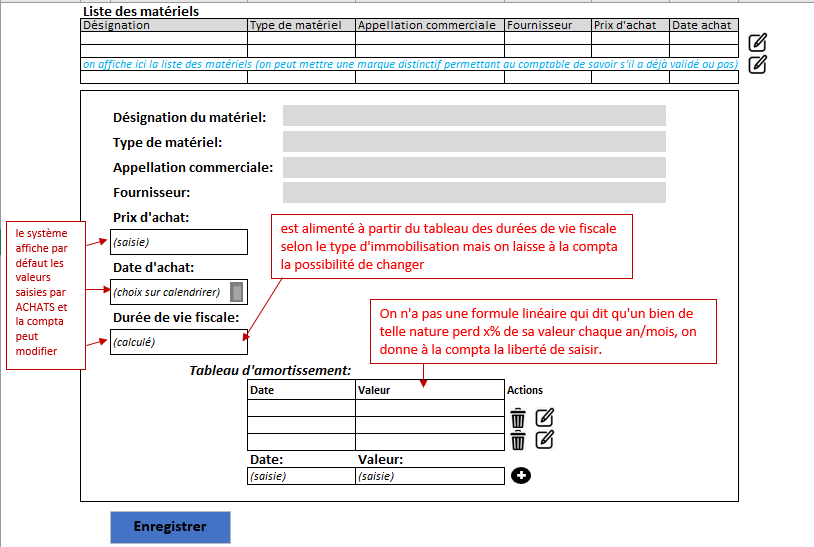 Liste des matériels
Désignation Type de matériel Appellation commerciale Fournisseur Prix d'achat Date achat
on affiche ici la liste des matériels (on peut mettre une marque distinctif permettant au comptable de savoir s'il a déjà validé ou pas)
Désignation du matériel:
Type de matériel:
Appellation commerciale:
Fournisseur:
Prix d'achat:
(saisie)
Date d'achat:
(choix sur calendrirer)
Durée de vie fiscale:
(calculé)
le système
affiche par
défaut les
valeurs
saisies par
ACHATS et
la compta
peut
modifier
est alimenté à partir du tableau des durées de vie fiscale
selon le type d'immobilisation mais on laisse à la compta
la possibilité de changer
On n'a pas une formule linéaire qui dit qu'un bien de
telle nature perd x% de sa valeur chaque an/mois, on
donne à la compta la liberté de saisir.
Tableau d'amortissement:
Date Valeur Actions
Date: Valeur:
(saisie) (saisie)
Enregistrer